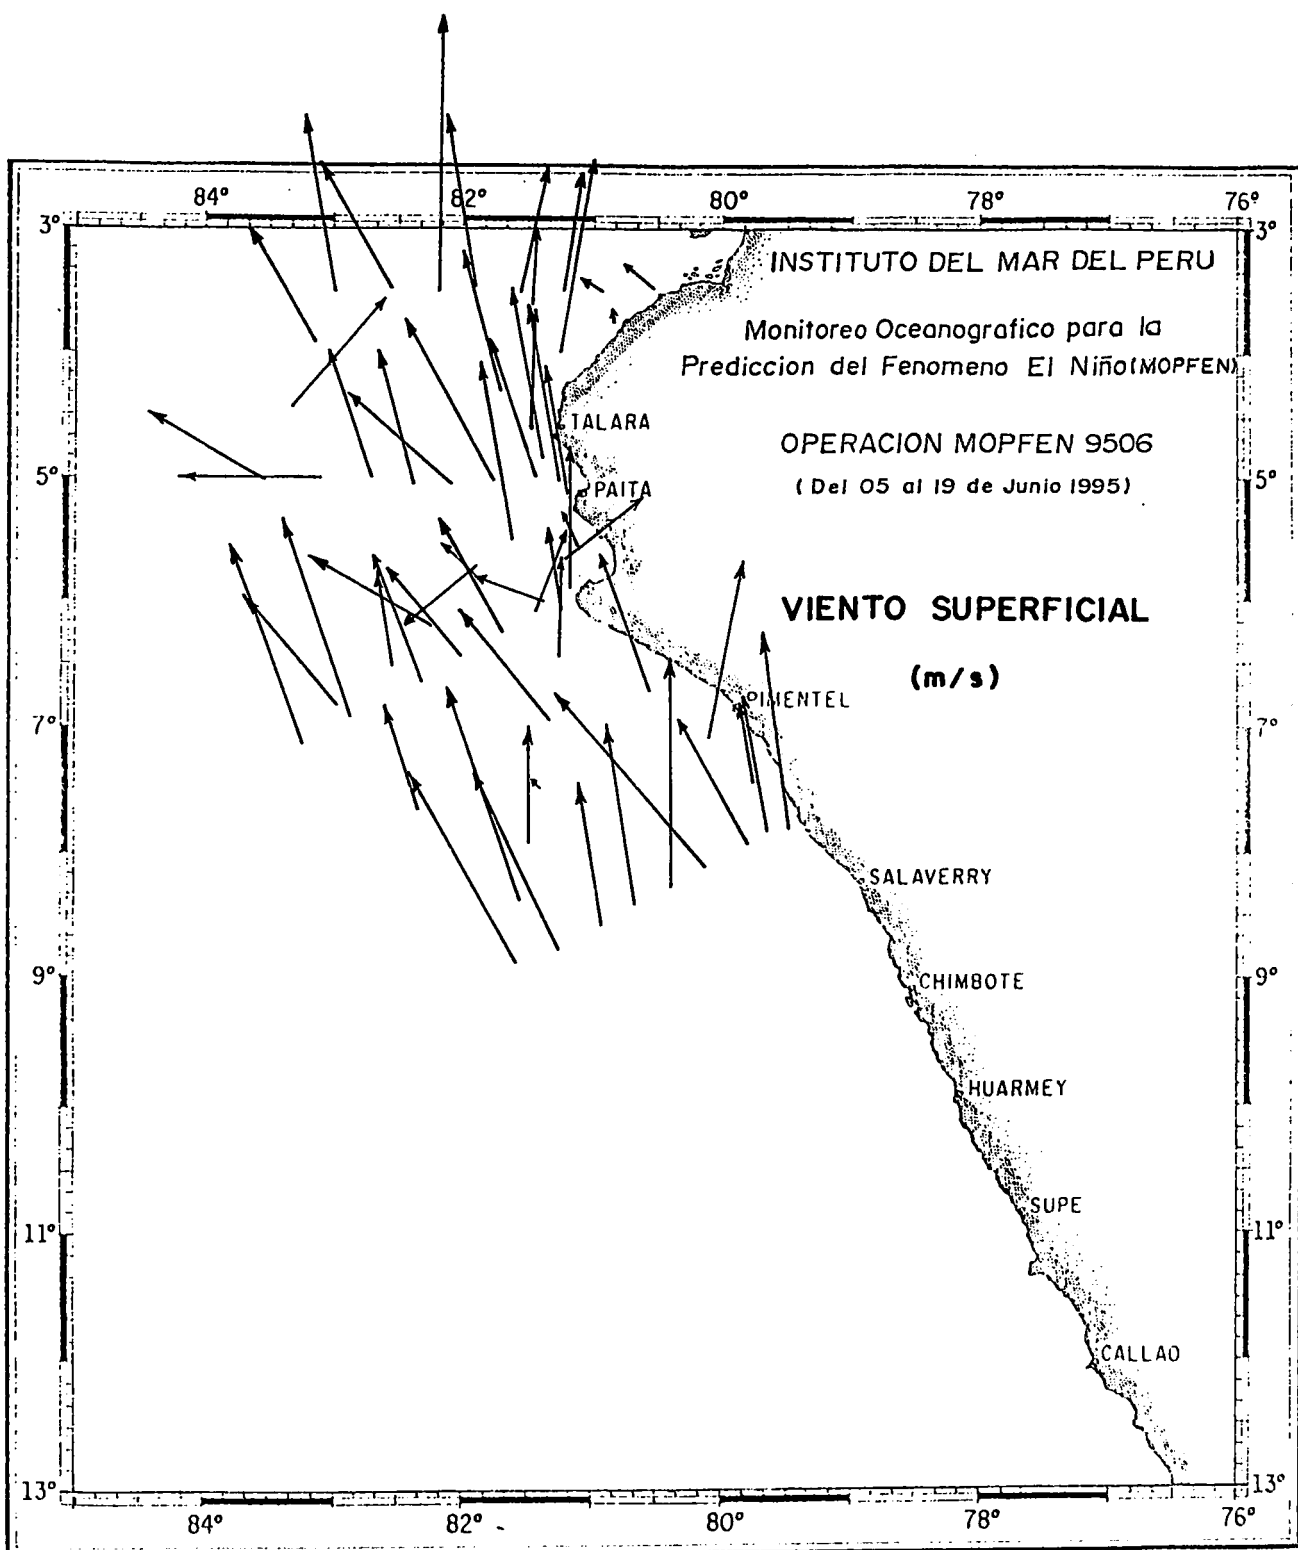 84° 82° 80° 78° 76°
3° 3°
INSTITUTO DEL MAR DEL PERU
Monitoreo Oceanografico para la
Prediccion del Fenomeno El Niño (MOPFEN)
TALARA
OPERACION MOPFEN 9506
5° 5°
PAITA
(Del 05 al 19 de Junio 1995)
VIENTO SUPERFICIAL
(m/s)
PIMENTEL
7° 7°
SALAVERRY
9° 9°
CHIMBOTE
HUARMEY
SUPE
11° 11°
CALLAO
13° 13°
84° 82° 80° 78° 76°